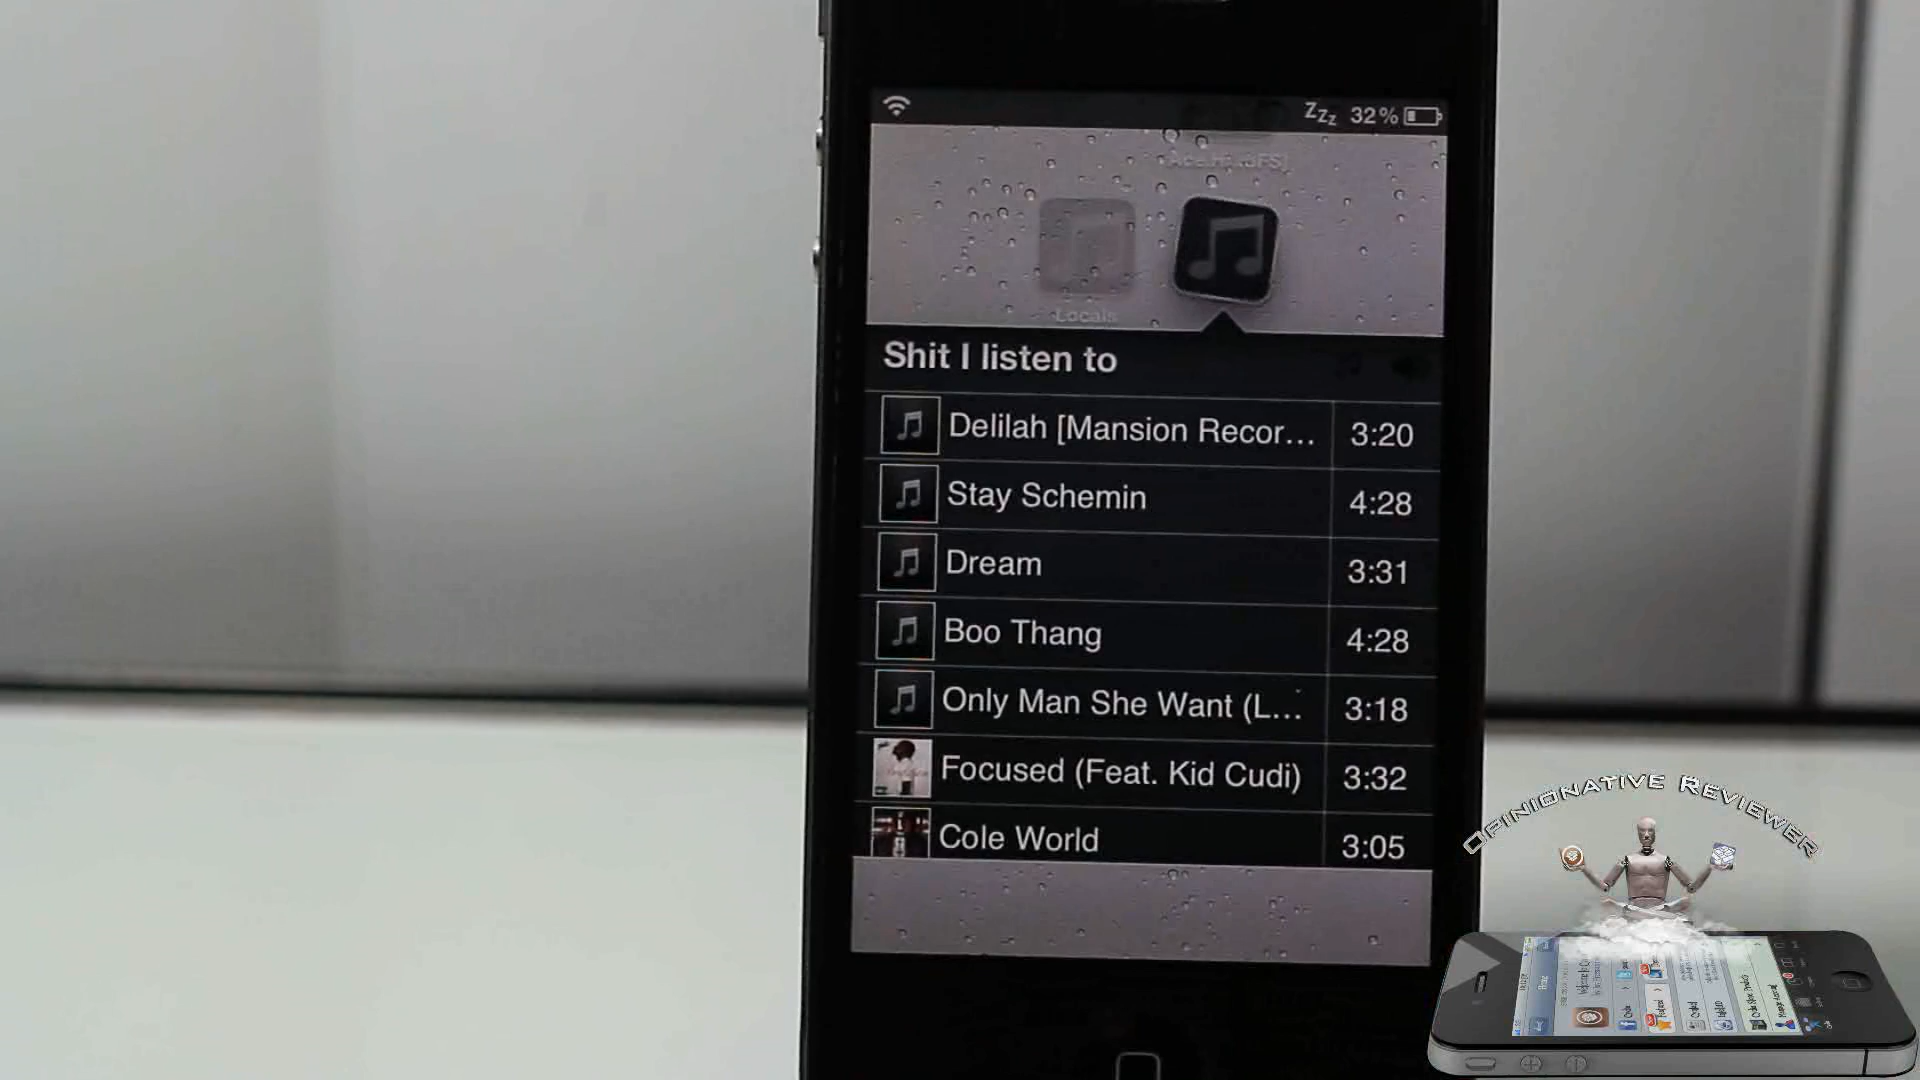 Zzz 32%
Locals
Shit I listen to
Delilah [Mansion Recor... 3:20
Stay Schemin 4:28
Dream 3:31
Boo Thang 4:28
Only Man She Want (L... 3:18
Focused (Feat. Kid Cudi) 3:32
Cole World 3:05
Opinionative Reviewer